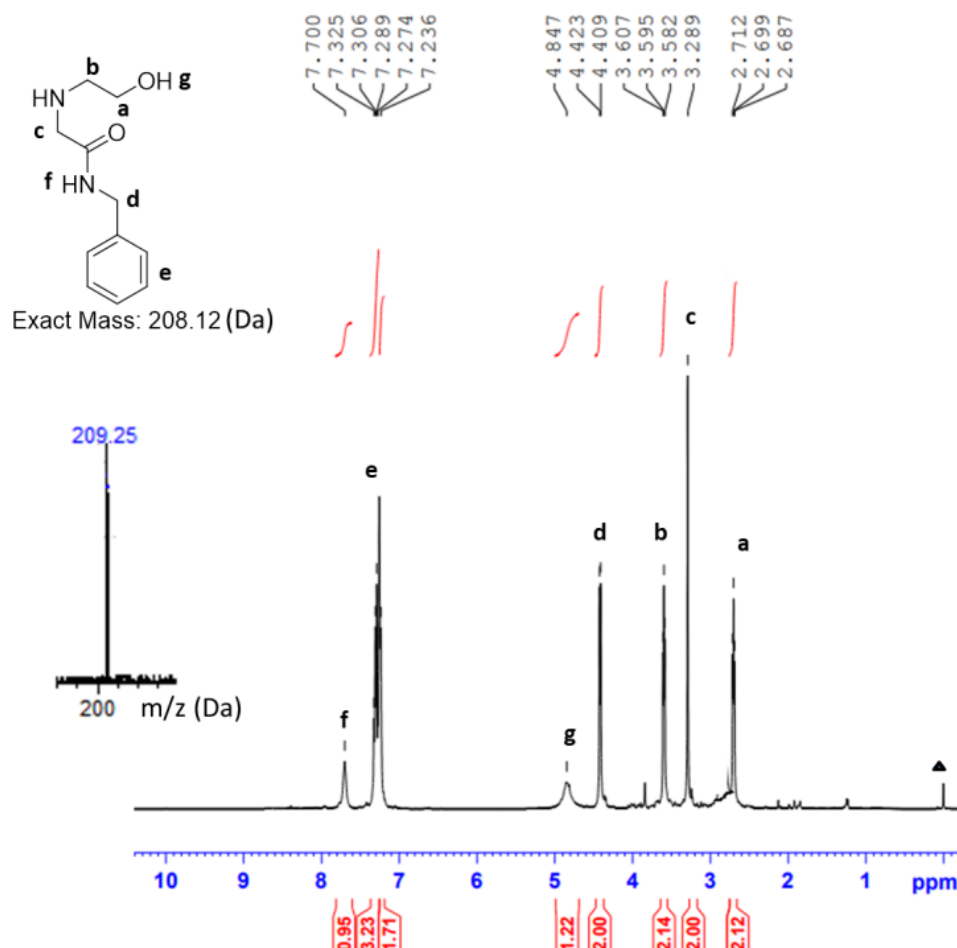 7.700
7.325
7.306
7.289
7.274
7.236
4.847
4.423
4.409
3.607
3.595
3.582
3.289
2.712
2.699
2.687
b
OH g
HN
a
c
O
f HN
d
e
Exact Mass: 208.12 (Da)
209.25
200 m/z (Da)
c
e
d
b
a
f
g
10 9 8 7 6 5 4 3 2 1 ppm
0.95
3.23
1.71
1.22
2.00
2.14
2.00
2.12